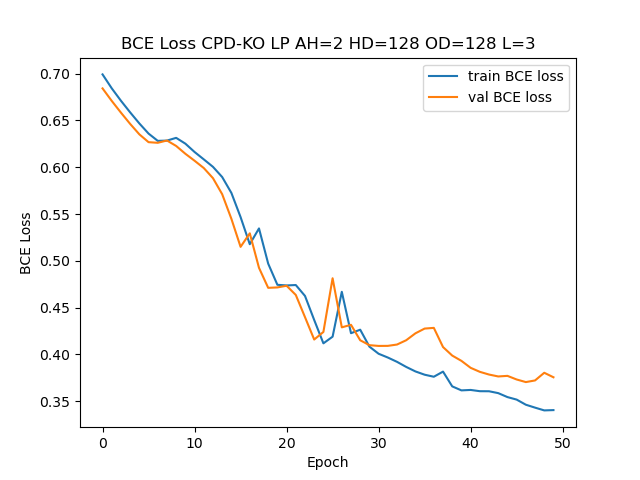 BCE Loss CPD-KO LP AH=2 HD=128 OD=128 L=3
train BCE loss
val BCE loss
BCE Loss
0.70
0.65
0.60
0.55
0.50
0.45
0.40
0.35
0 10 20 30 40 50
Epoch